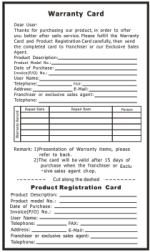 Warranty Card
Dear User:
Thanks for purchasing our product, in order to offer
you better after sells service. Please fulfill the Warranty
Card and Product Registration Card carefully, then send
the completed card to franchiser or our Exclusive Sales
Agent.
Product Description:
Product Model No.:
Date of Purchase:
Invoice(F/O) No.:
User Name:
Telephone: FAX:
Address: E-Mail:
Franchiser or exclusive sales agent:
Telephone:
Repair Date Repair Item Person
Remark: 1)Presentation of Warranty items, please
refer to back.
2)The card will be valid after 15 days of
purchase when the franchiser or Exclu
-sive sales agent chop.
Cut along the dashed
Product Registration Card
Product Description:
Product model No.:
Date of Purchase:
Invoice(F/O) No.:
User Name:
Telephone: FAX:
Address: E-Mail:
Franchiser or exclusive sales agent:
Telephone: